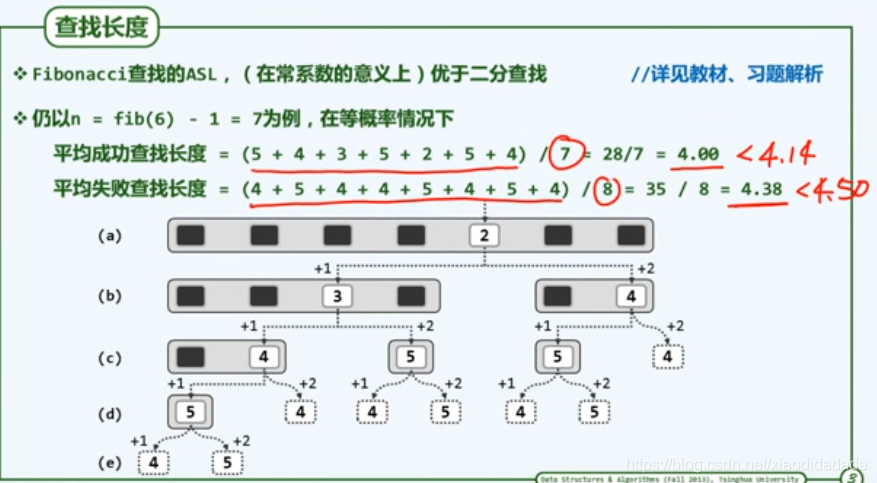 查找长度
❖Fibonacci查找的ASL，（在常系数的意义上）优于二分查找 //详见教材、习题解析
❖仍以n = fib(6) - 1 = 7为例，在等概率情况下
平均成功查找长度 = (5 + 4 + 3 + 5 + 2 + 5 + 4) / 7 = 28/7 = 4.00 <4.14
平均失败查找长度 = (4 + 5 + 4 + 4 + 5 + 4 + 5 + 4) / 8 = 35 / 8 = 4.38 <4.50
(a) 2
+1 +2
(b) 3 4
+1 +2 +1 +2
(c) 4 5 5 4
+1 +2 +1 +2 +1 +2
(d) 5 4 4 5 4 5
+1 +2
(e) 4 5
https://blog.csdn.net/xiaodidadada
Data Structures & Algorithms (Fall 2013), Tsinghua University 3